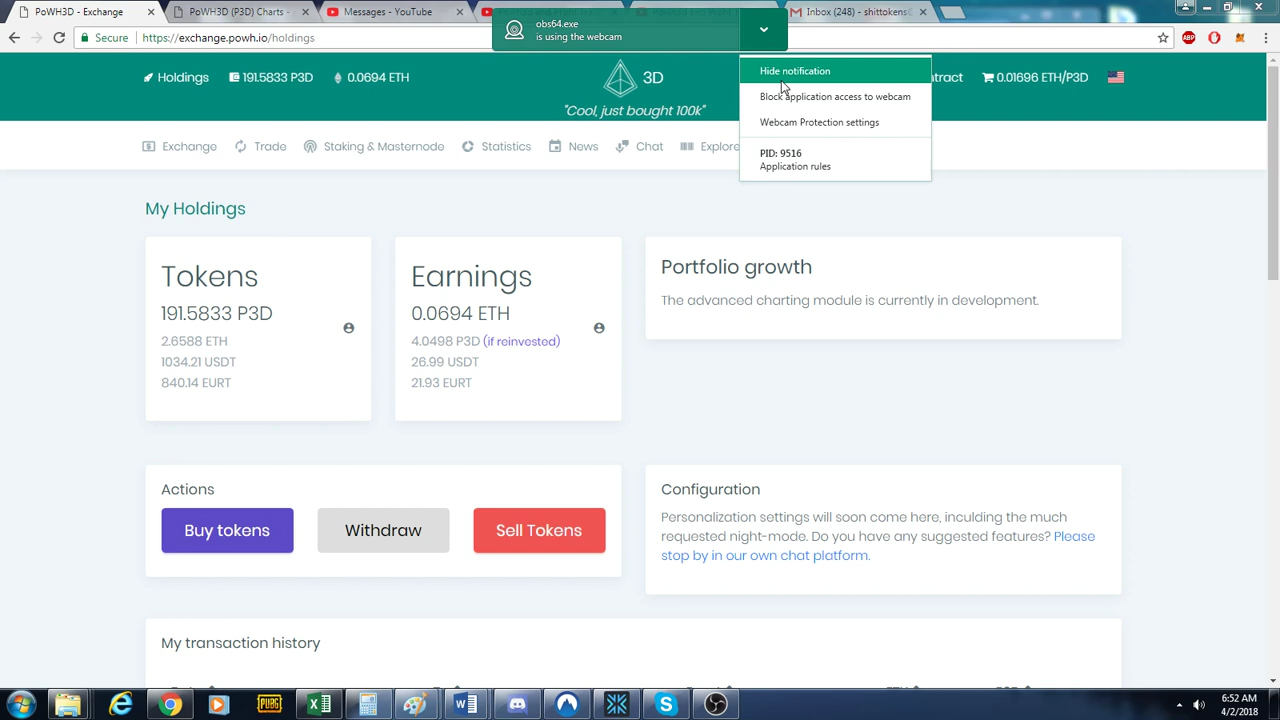 PoWH3D - Exchange
PoWH3D (P3D) Charts -
Messages - YouTube
Inbox (248) - shittokens
obs64.exe
is using the webcam
Secure
https://exchange.powh.io/holdings
ABP
Hide notification
Block application access to webcam
Webcam Protection settings
PID: 9516
Application rules
Holdings
191.5833 P3D
0.0694 ETH
3D
ntract
0.01696 ETH/P3D
"Cool, just bought 100k"
Exchange
Trade
Staking & Masternode
Statistics
News
Chat
Explore
My Holdings
Tokens
191.5833 P3D
2.6588 ETH
1034.21 USDT
840.14 EURT
Earnings
0.0694 ETH
4.0498 P3D (if reinvested)
26.99 USDT
21.93 EURT
Portfolio growth
The advanced charting module is currently in development.
Actions
Buy tokens
Withdraw
Sell Tokens
Configuration
Personalization settings will soon come here, inculding the much
requested night-mode. Do you have any suggested features? Please
stop by in our own chat platform.
My transaction history
PUBG
6:52 AM
4/2/2018